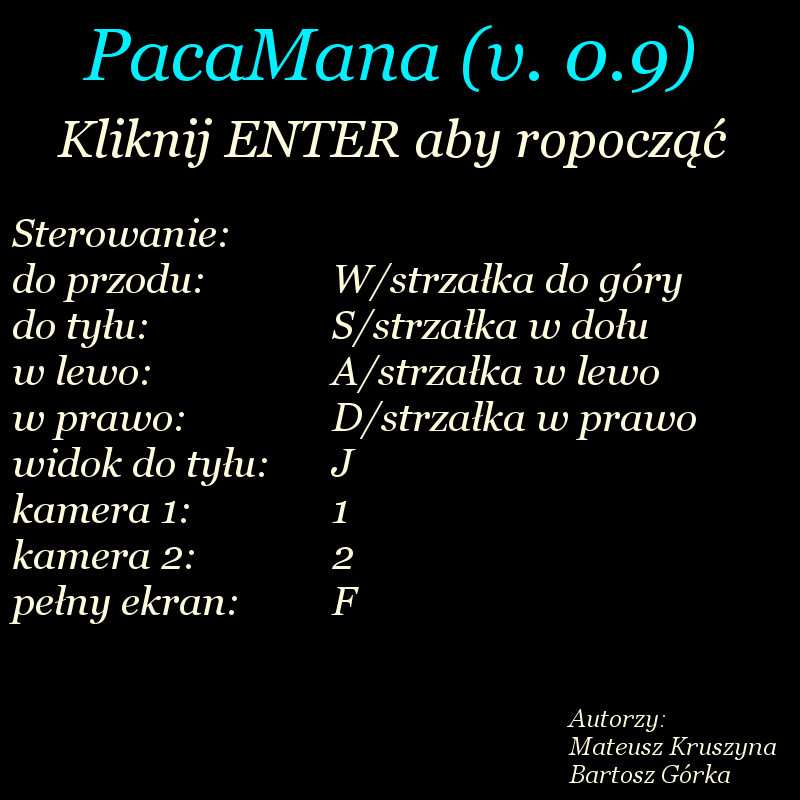 PacaMana (v. 0.9)
Kliknij ENTER aby ropocząć
Sterowanie:
do przodu: W/strzałka do góry
do tyłu: S/strzałka w dołu
w lewo: A/strzałka w lewo
w prawo: D/strzałka w prawo
widok do tyłu: J
kamera 1: 1
kamera 2: 2
pełny ekran: F
Autorzy:
Mateusz Kruszyna
Bartosz Górka